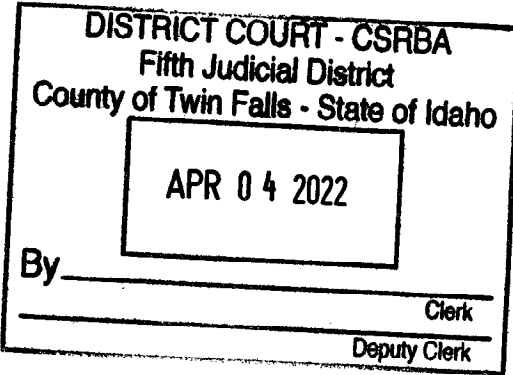 DISTRICT COURT - CSRBA
Fifth Judicial District
County of Twin Falls - State of Idaho
APR 04 2022
By
Clerk
Deputy Clerk